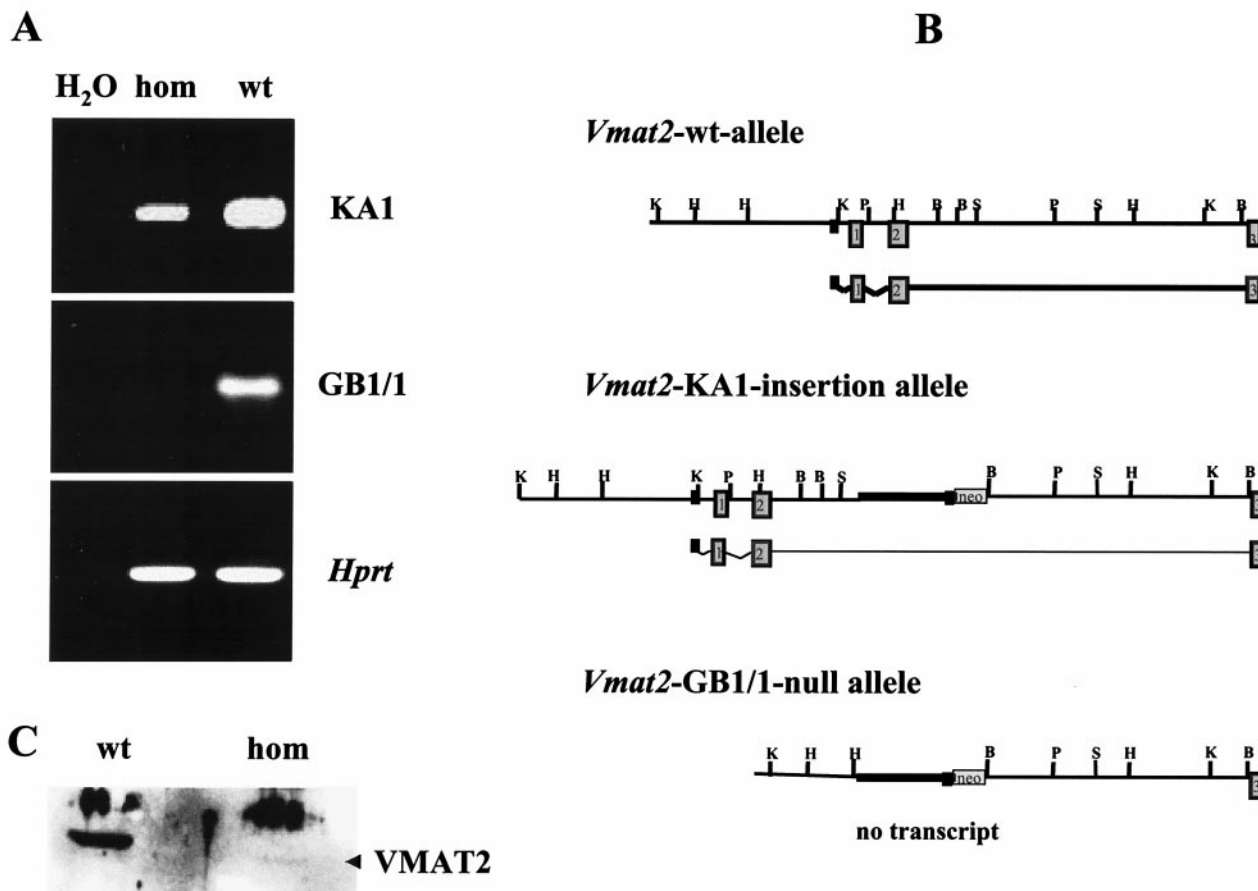 A
B
H₂O hom wt
KA1
GB1/1
Hprt
Vmat2-wt-allele
K H H K P H B B S P S H K B
1 2 3
1 2 3
Vmat2-KA1-insertion allele
K H H K P H B B S B P S H K B
1 2 neo 3
1 2 3
Vmat2-GB1/1-null allele
K H H B P S H K B
neo 3
no transcript
C
wt hom
VMAT2